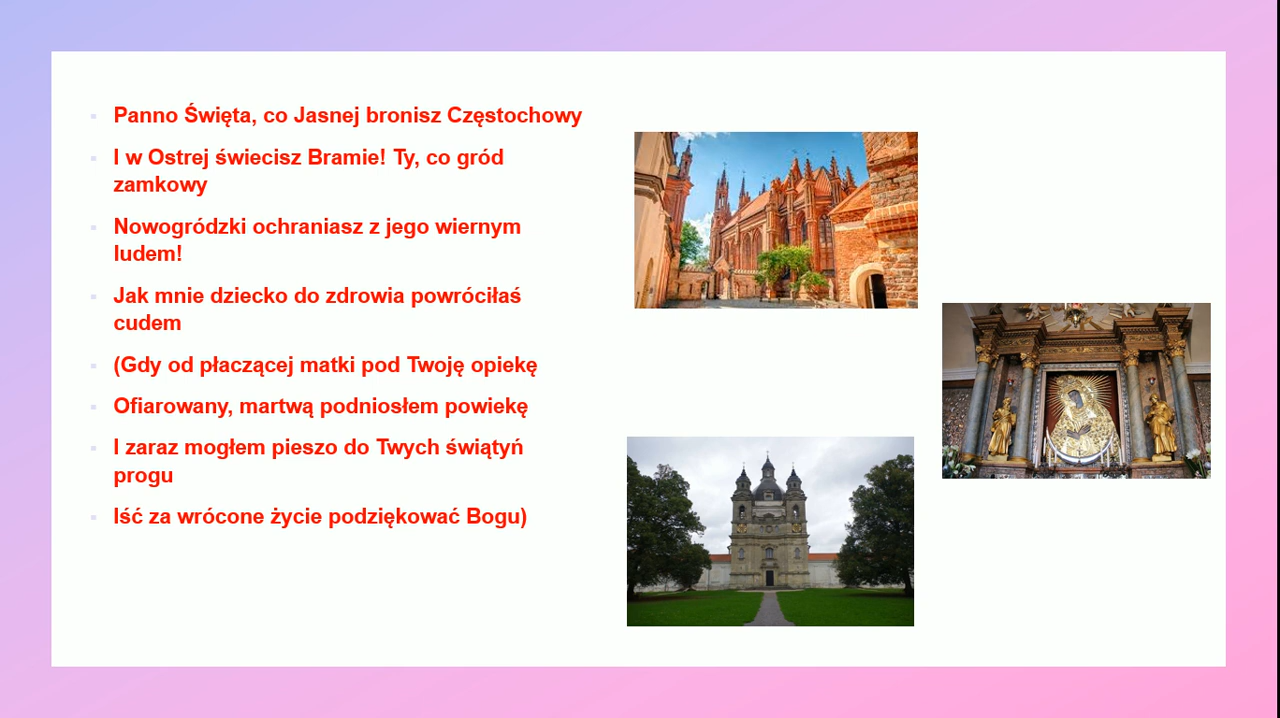 Panno Święta, co Jasnej bronisz Częstochowy
I w Ostrej świecisz Bramie! Ty, co gród
zamkowy
Nowogródzki ochraniasz z jego wiernym
ludem!
Jak mnie dziecko do zdrowia powróciłaś
cudem
(Gdy od płaczącej matki pod Twoję opiekę
Ofiarowany, martwą podniosłem powiekę
I zaraz mogłem pieszo do Twych świątyń
progu
Iść za wrócone życie podziękować Bogu)